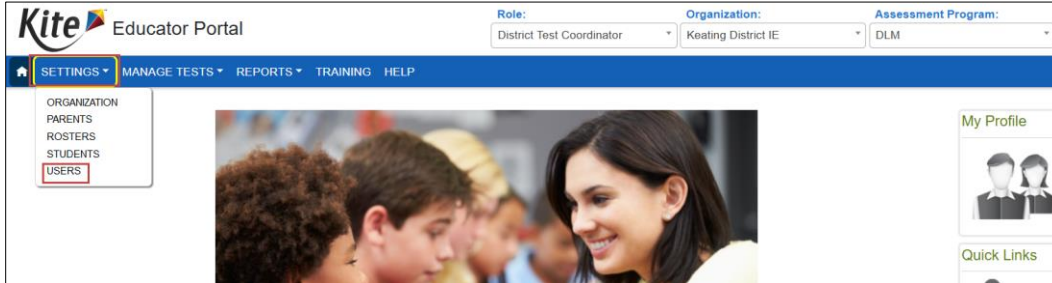 Kite Educator Portal
Role: Organization: Assessment Program:
District Test Coordinator Keating District IE DLM
SETTINGS MANAGE TESTS REPORTS TRAINING HELP
ORGANIZATION
PARENTS
ROSTERS
STUDENTS
USERS
My Profile
Quick Links